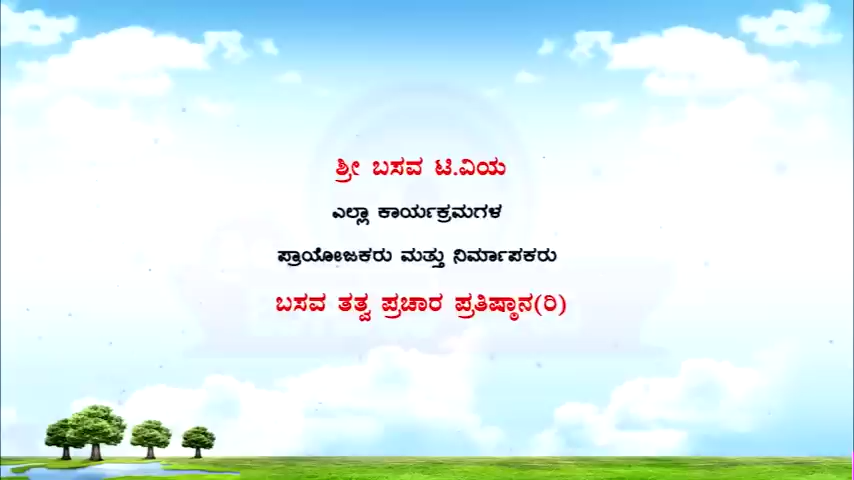 ಶ್ರೀ ಬಸವ ಟಿ.ವಿಯ
ಎಲ್ಲಾ ಕಾರ್ಯಕ್ರಮಗಳ
ಪ್ರಾಯೋಜಕರು ಮತ್ತು ನಿರ್ಮಾಪಕರು
ಬಸವ ತತ್ವ ಪ್ರಚಾರ ಪ್ರತಿಷ್ಠಾನ(ರಿ)